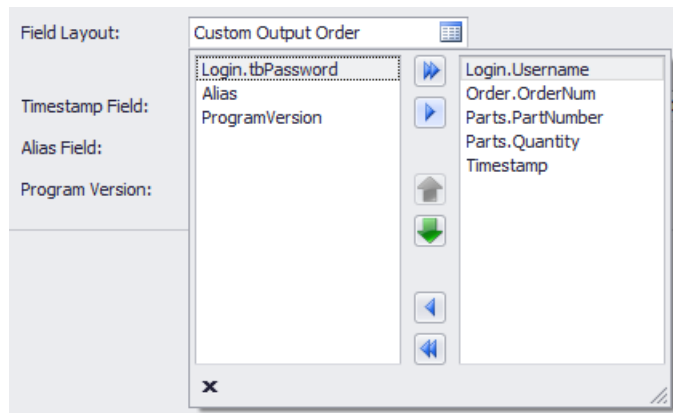 Field Layout:
Custom Output Order
Login.tbPassword
Alias
ProgramVersion
Login.Username
Order.OrderNum
Parts.PartNumber
Parts.Quantity
Timestamp
Timestamp Field:
Alias Field:
Program Version:
x